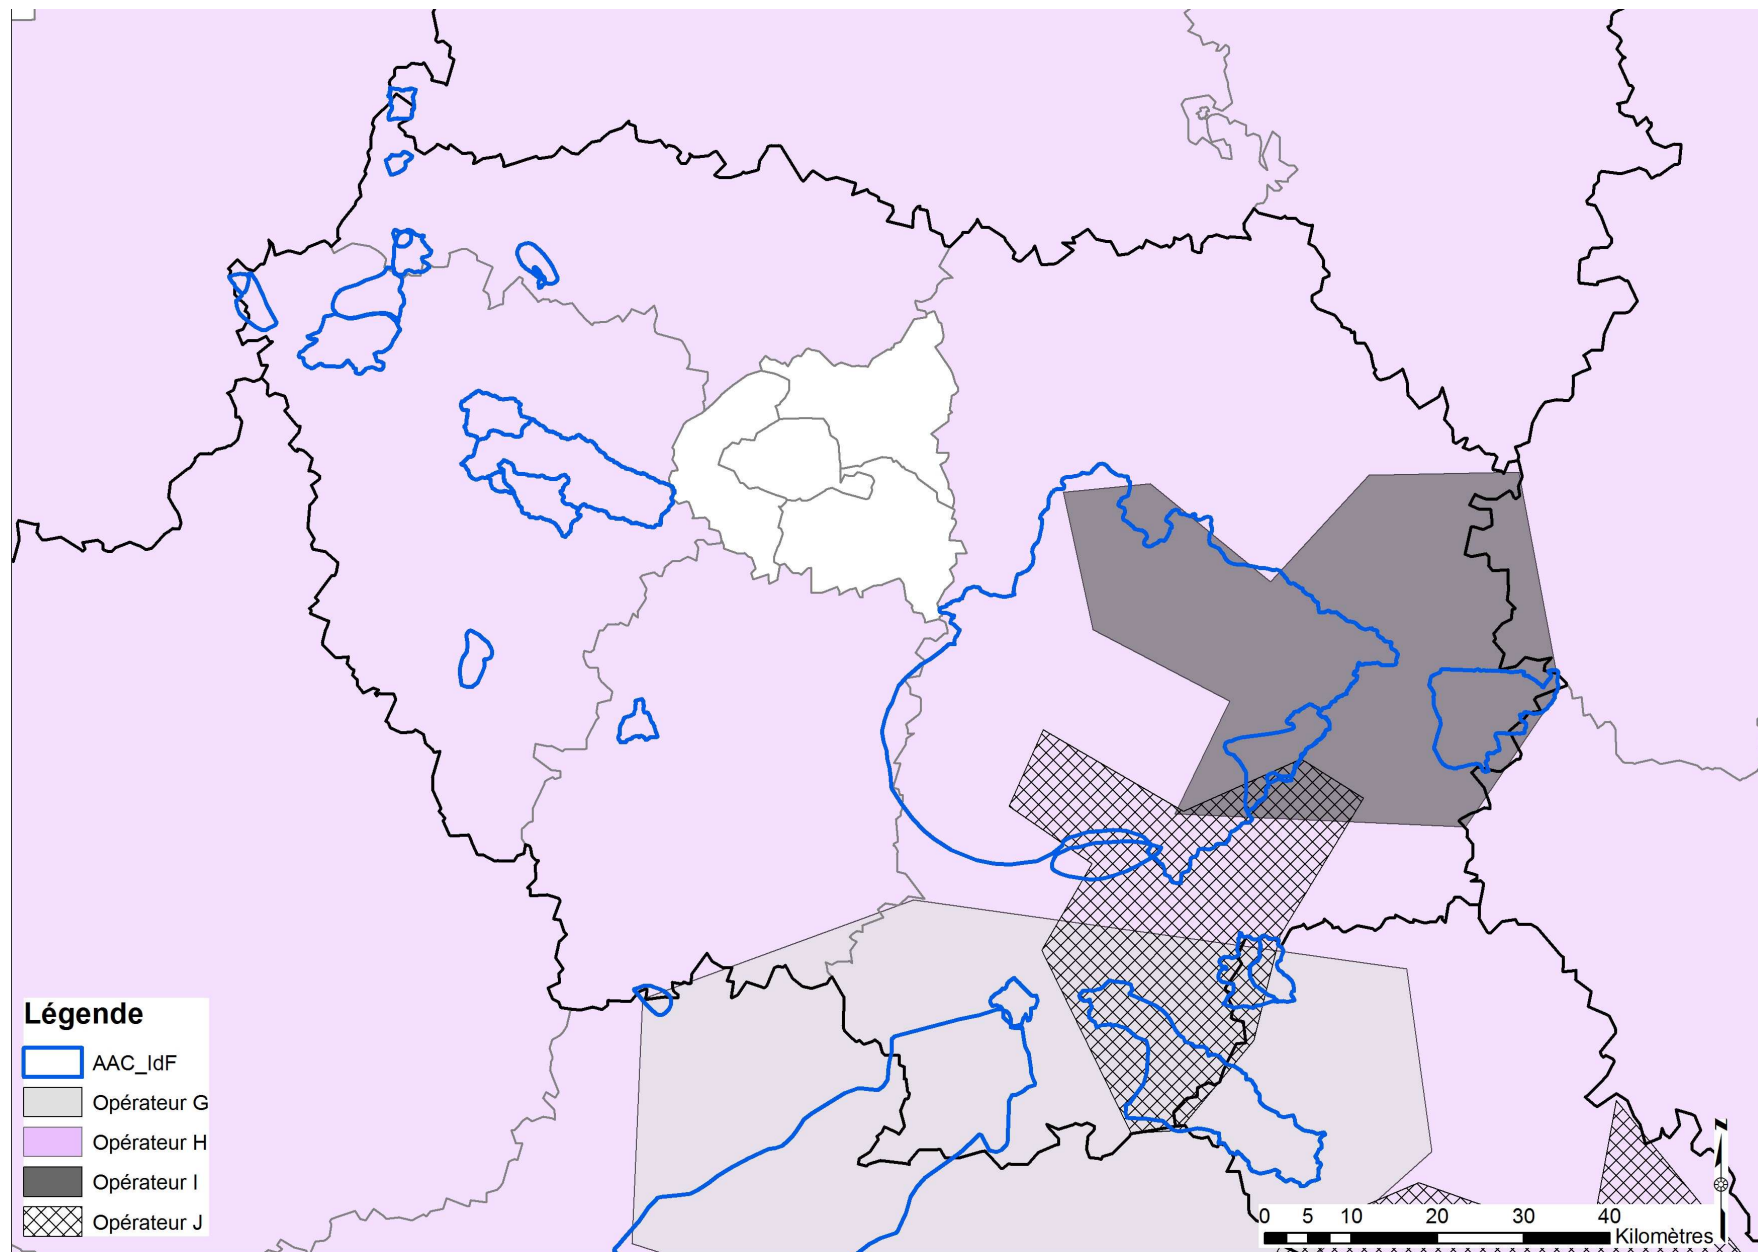 Légende
AAC_IdF
Opérateur G
Opérateur H
Opérateur I
Opérateur J
0 5 10 20 30 40
Kilomètres